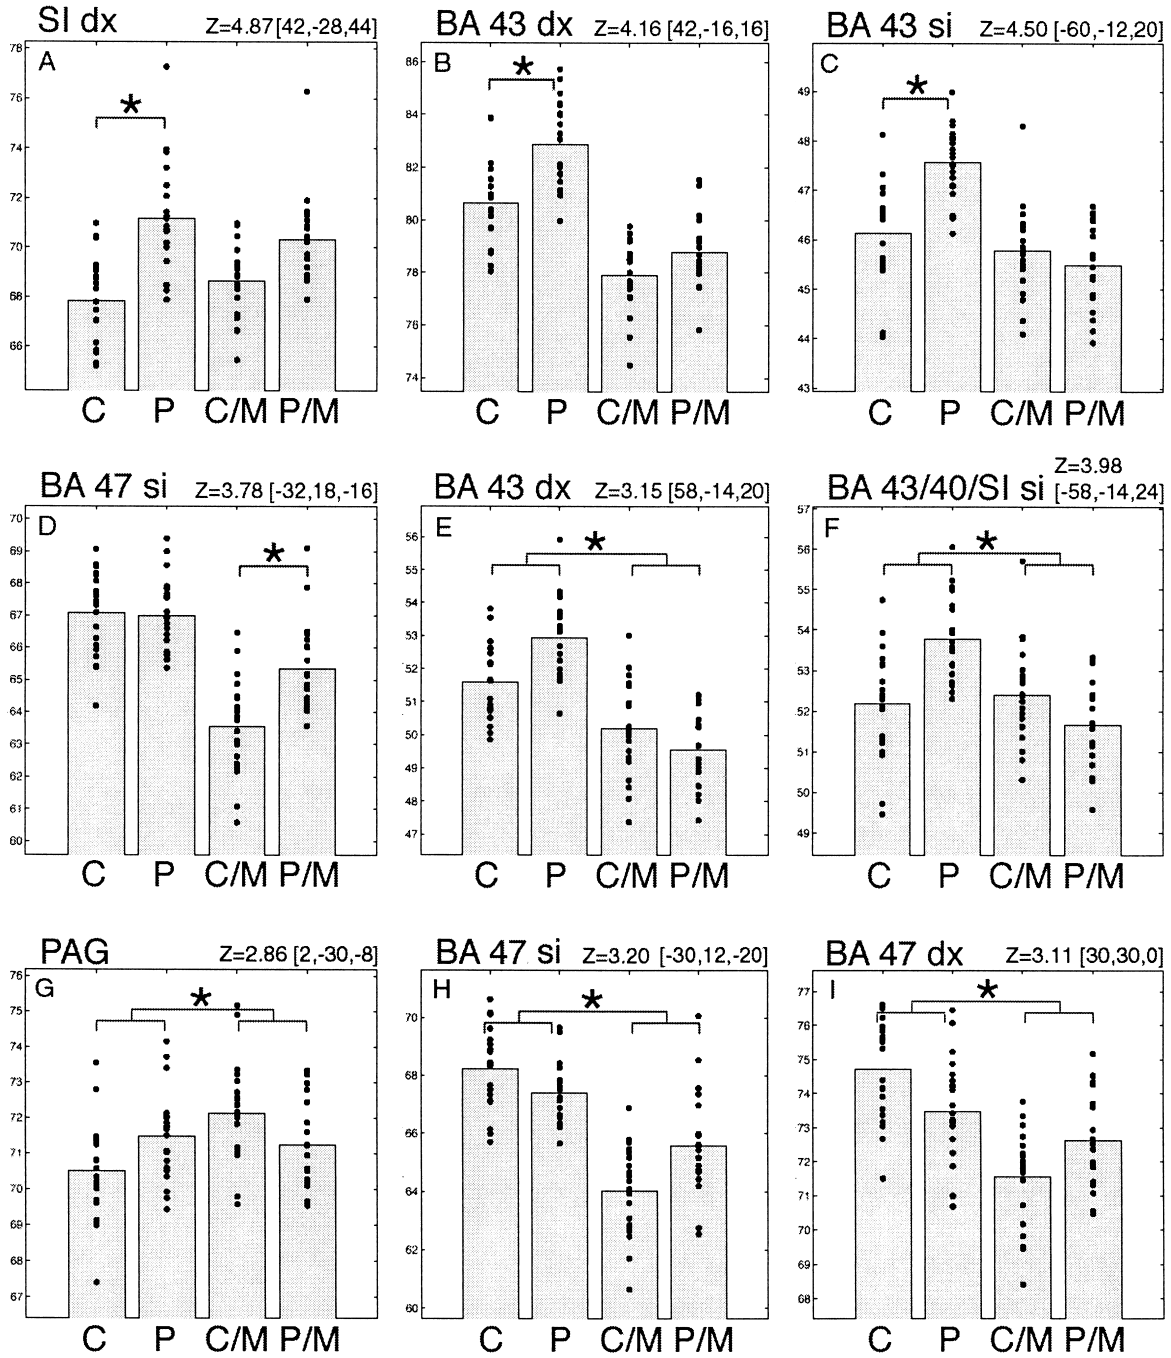 SI dx Z=4.87 [42,-28,44]
A
78
76
74
72
70
68
66
C P C/M P/M
BA 43 dx Z=4.16 [42,-16,16]
B
86
84
82
80
78
76
74
C P C/M P/M
BA 43 si Z=4.50 [-60,-12,20]
C
49
48
47
46
45
44
43
C P C/M P/M
BA 47 si Z=3.78 [-32,18,-16]
D
70
69
68
67
66
65
64
63
62
61
60
C P C/M P/M
BA 43 dx Z=3.15 [58,-14,20]
E
56
55
54
53
52
51
50
49
48
47
C P C/M P/M
Z=3.98
BA 43/40/SI si [-58,-14,24]
F
57
56
55
54
53
52
51
50
49
C P C/M P/M
PAG Z=2.86 [2,-30,-8]
G
76
75
74
73
72
71
70
69
68
67
C P C/M P/M
BA 47 si Z=3.20 [-30,12,-20]
H
70
68
66
64
62
60
C P C/M P/M
BA 47 dx Z=3.11 [30,30,0]
I
77
76
75
74
73
72
71
70
69
68
C P C/M P/M